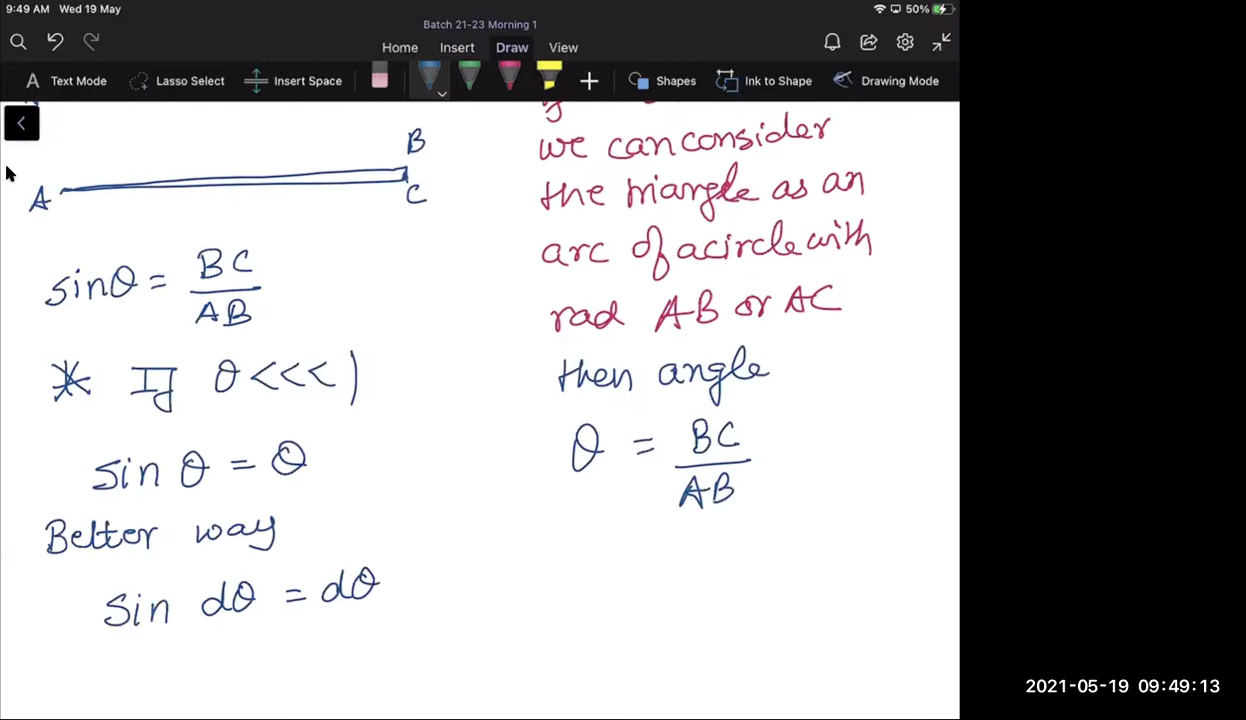 9:49 AM Wed 19 May
50%
Batch 21-23 Morning 1
Home Insert Draw View
Text Mode Lasso Select Insert Space Shapes Ink to Shape Drawing Mode
B
A
C
sinθ = BC/AB
* If θ <<< 1
sin θ = θ
Better way
sin dθ = dθ
we can consider
the triangle as an
arc of a circle with
rad AB or AC
then angle
θ = BC/AB
2021-05-19 09:49:13